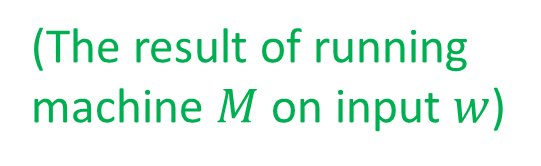 (The result of running
machine 𝑀 on input 𝑤)